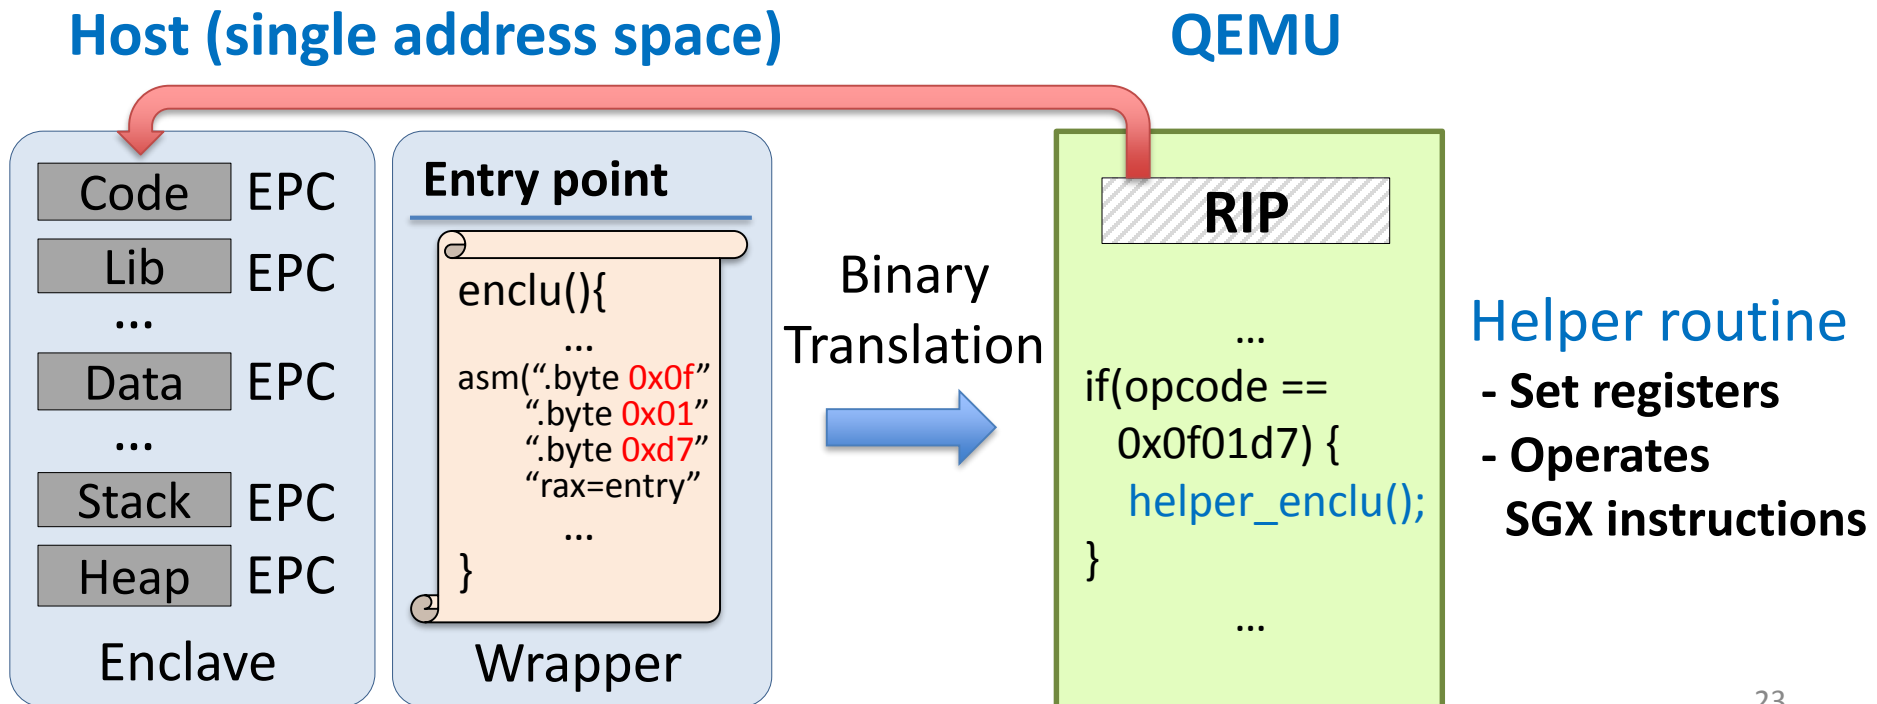 Host (single address space)
QEMU
Code EPC
Lib EPC
...
Data EPC
...
Stack EPC
Heap EPC
Enclave
Entry point
enclu(){
...
asm(“.byte 0x0f”
“.byte 0x01”
“.byte 0xd7”
“rax=entry”
...
}
Wrapper
Binary
Translation
RIP
...
if(opcode ==
0x0f01d7) {
helper_enclu();
}
...
Helper routine
- Set registers
- Operates
SGX instructions
23